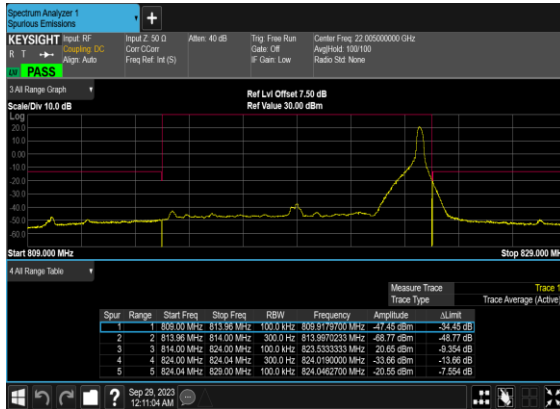 Spectrum Analyzer 1
Spurious Emissions
KEYSIGHT Input: RF Input Z: 50 Ω Atten: 40 dB Trig: Free Run Center Freq: 22.005000000 GHz
R T Coupling: DC Corr CCorr Gate: Off Avg|Hold: 100/100
Align: Auto Freq Ref: Int (S) IF Gain: Low Radio Std: None
LW PASS
3 All Range Graph
Ref Lvl Offset 7.50 dB
Scale/Div 10.0 dB Ref Value 30.00 dBm
Log
20.0
10.0
0.00
-10.0
-20.0
-30.0
-40.0
-50.0
-60.0
Start 809.000 MHz Stop 829.000 MH
4 All Range Table
Measure Trace Trace 1
Trace Type Trace Average (Active)
Spur Range Start Freq Stop Freq RBW Frequency Amplitude ΔLimit
1 1 809.00 MHz 813.96 MHz 100.0 kHz 809.9179700 MHz -47.45 dBm -34.45 dB
2 2 813.96 MHz 814.00 MHz 300.0 Hz 813.9970233 MHz -68.77 dBm -48.77 dB
3 3 814.00 MHz 824.00 MHz 100.0 kHz 823.5333333 MHz 20.65 dBm -9.354 dB
4 4 824.00 MHz 824.04 MHz 300.0 Hz 824.0190000 MHz -33.66 dBm -13.66 dB
5 5 824.04 MHz 829.00 MHz 100.0 kHz 824.0462700 MHz -20.55 dBm -7.554 dB
Sep 29, 2023
12:11:04 AM